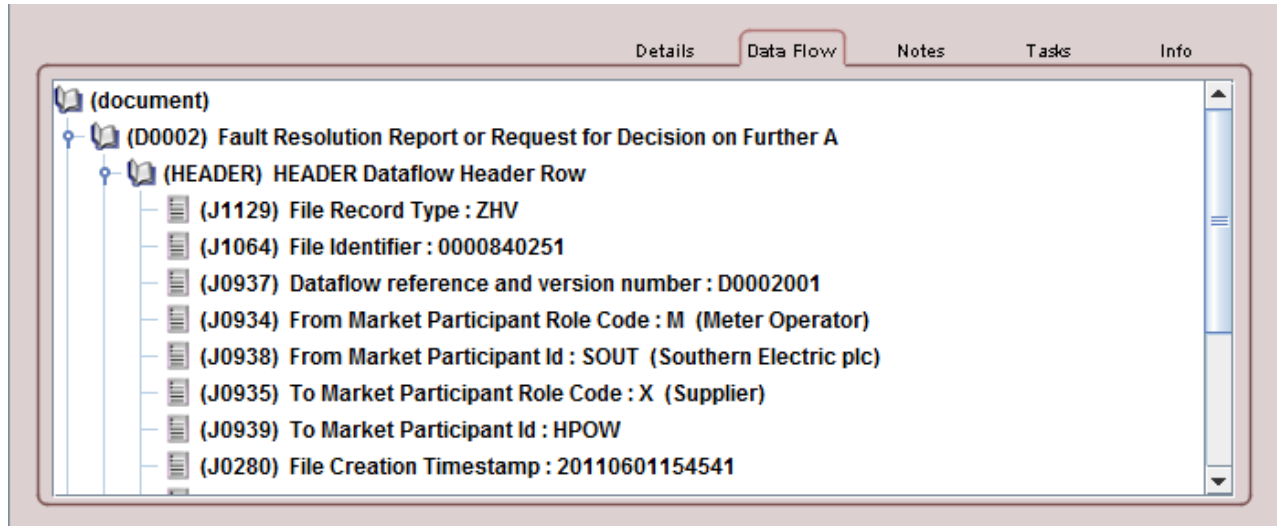 Details Data Flow Notes Tasks Info
(document)
(D0002) Fault Resolution Report or Request for Decision on Further A
(HEADER) HEADER Dataflow Header Row
(J1129) File Record Type : ZHV
(J1064) File Identifier : 0000840251
(J0937) Dataflow reference and version number : D0002001
(J0934) From Market Participant Role Code : M (Meter Operator)
(J0938) From Market Participant Id : SOUT (Southern Electric plc)
(J0935) To Market Participant Role Code : X (Supplier)
(J0939) To Market Participant Id : HPOW
(J0280) File Creation Timestamp : 20110601154541